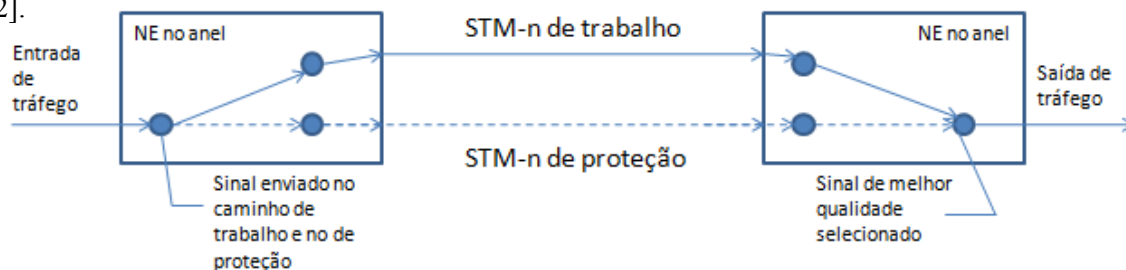 2].
NE no anel
STM-n de trabalho
NE no anel
Entrada
de
tráfego
Saída de
tráfego
STM-n de proteção
Sinal enviado no
caminho de
trabalho e no de
proteção
Sinal de melhor
qualidade
selecionado